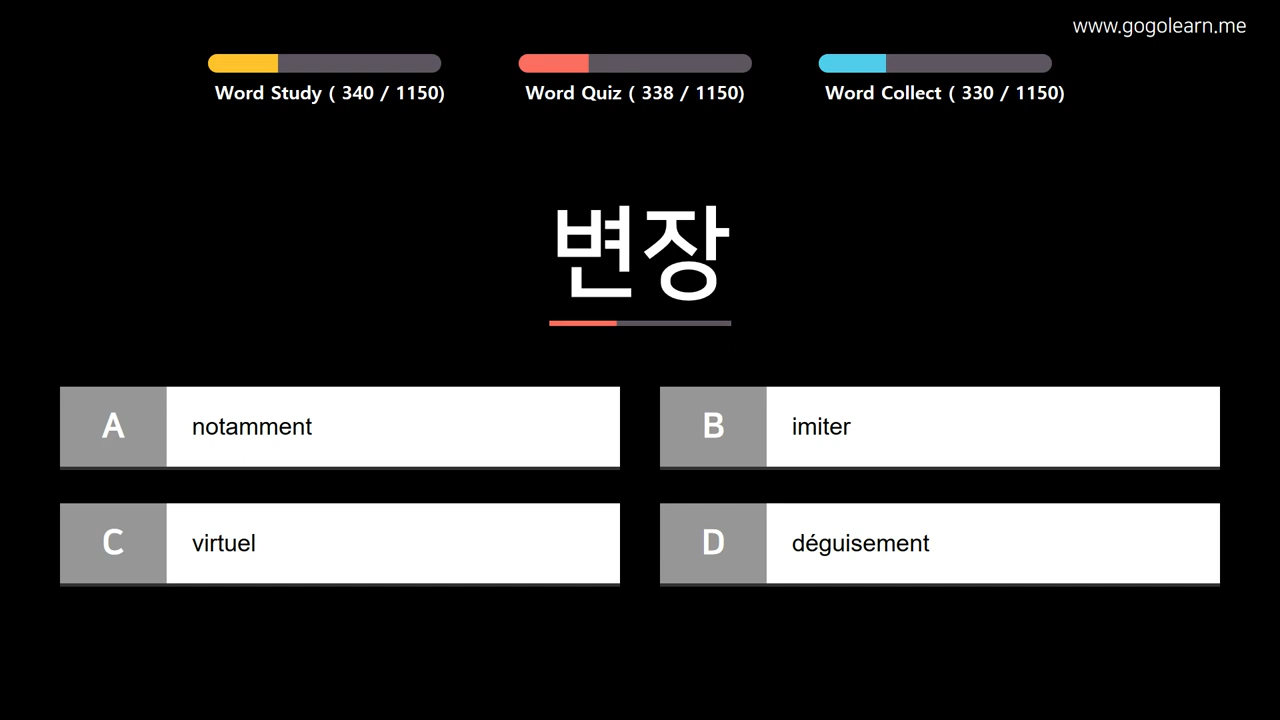 www.gogolearn.me
Word Study ( 340 / 1150)
Word Quiz ( 338 / 1150)
Word Collect ( 330 / 1150)
변장
A
notamment
B
imiter
C
virtuel
D
déguisement